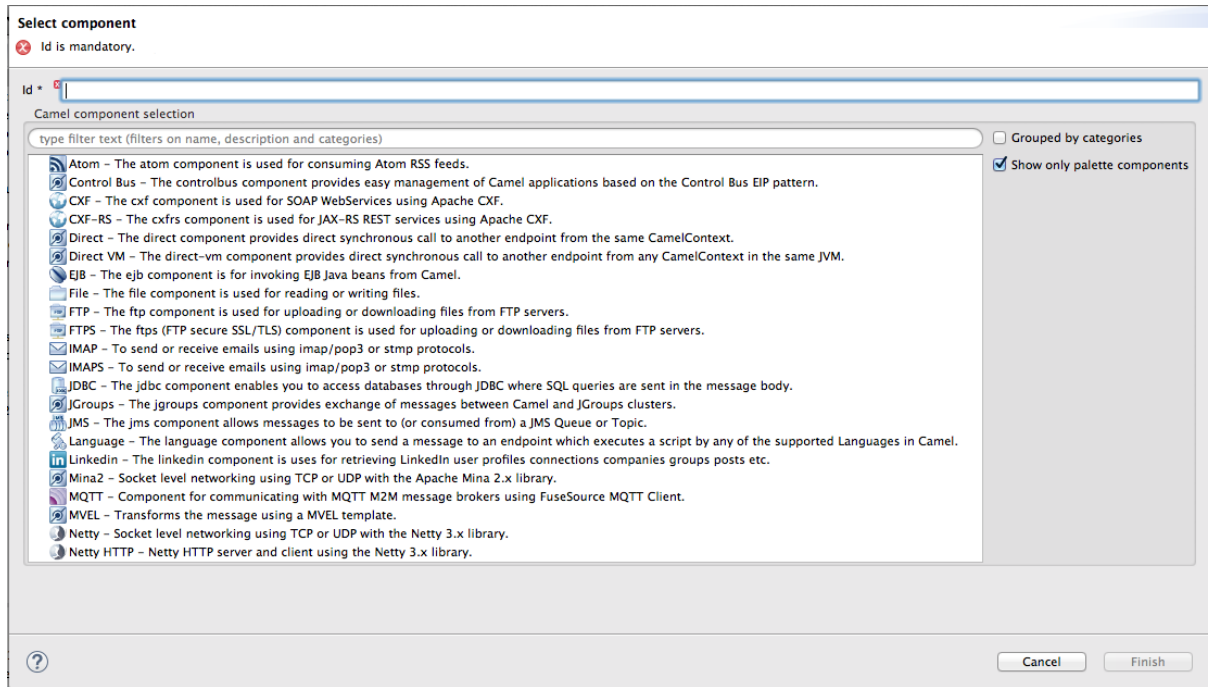 Select component
Id is mandatory.
Id *
Camel component selection
type filter text (filters on name, description and categories)
Grouped by categories
Show only palette components
Atom – The atom component is used for consuming Atom RSS feeds.
Control Bus – The controlbus component provides easy management of Camel applications based on the Control Bus EIP pattern.
CXF – The cxf component is used for SOAP WebServices using Apache CXF.
CXF-RS – The cxfrs component is used for JAX-RS REST services using Apache CXF.
Direct – The direct component provides direct synchronous call to another endpoint from the same CamelContext.
Direct VM – The direct-vm component provides direct synchronous call to another endpoint from any CamelContext in the same JVM.
EJB – The ejb component is for invoking EJB Java beans from Camel.
File – The file component is used for reading or writing files.
FTP – The ftp component is used for uploading or downloading files from FTP servers.
FTPS – The ftps (FTP secure SSL/TLS) component is used for uploading or downloading files from FTP servers.
IMAP – To send or receive emails using imap/pop3 or stmp protocols.
IMAPS – To send or receive emails using imap/pop3 or stmp protocols.
JDBC – The jdbc component enables you to access databases through JDBC where SQL queries are sent in the message body.
JGroups – The jgroups component provides exchange of messages between Camel and JGroups clusters.
JMS – The jms component allows messages to be sent to (or consumed from) a JMS Queue or Topic.
Language – The language component allows you to send a message to an endpoint which executes a script by any of the supported Languages in Camel.
Linkedin – The linkedin component is uses for retrieving LinkedIn user profiles connections companies groups posts etc.
Mina2 – Socket level networking using TCP or UDP with the Apache Mina 2.x library.
MQTT – Component for communicating with MQTT M2M message brokers using FuseSource MQTT Client.
MVEL – Transforms the message using a MVEL template.
Netty – Socket level networking using TCP or UDP with the Netty 3.x library.
Netty HTTP – Netty HTTP server and client using the Netty 3.x library.
Cancel
Finish